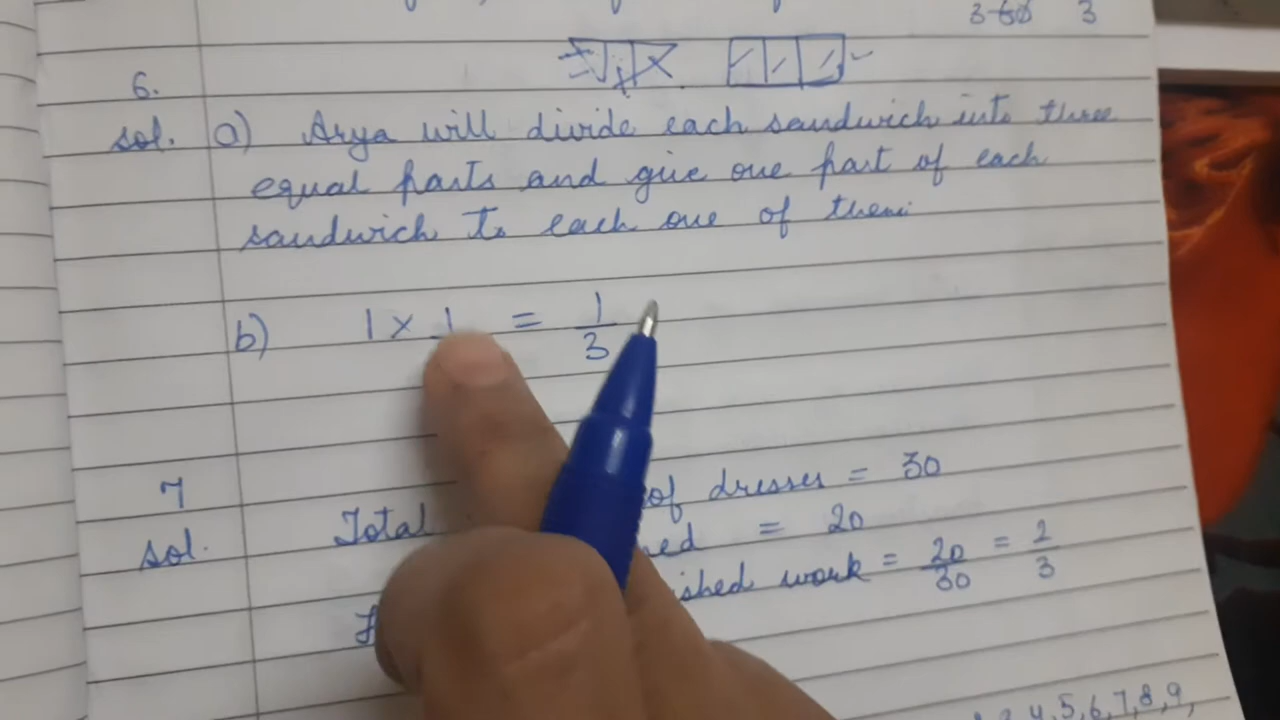 3 60 3
6.
sol. a) Arya will divide each sandwich into three
equal parts and give one part of each
sandwich to each one of them.
b) 1 × 1 = 1/3
7
sol. Total of dresses = 30
= 20
work = 20/30 = 2/3
4,5,6,7,8,9,